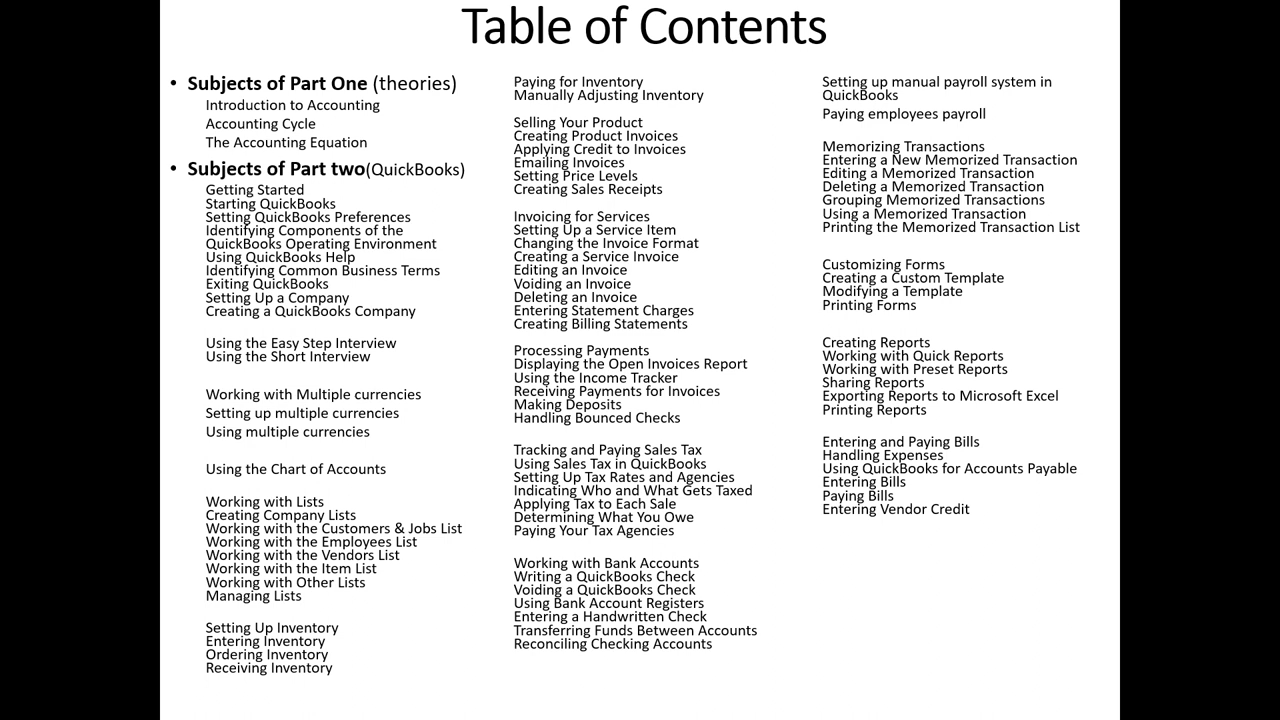 Table of Contents
• Subjects of Part One (theories)
Introduction to Accounting
Accounting Cycle
The Accounting Equation
• Subjects of Part two(QuickBooks)
Getting Started
Starting QuickBooks
Setting QuickBooks Preferences
Identifying Components of the
QuickBooks Operating Environment
Using QuickBooks Help
Identifying Common Business Terms
Exiting QuickBooks
Setting Up a Company
Creating a QuickBooks Company
Using the Easy Step Interview
Using the Short Interview
Working with Multiple currencies
Setting up multiple currencies
Using multiple currencies
Using the Chart of Accounts
Working with Lists
Creating Company Lists
Working with the Customers & Jobs List
Working with the Employees List
Working with the Vendors List
Working with the Item List
Working with Other Lists
Managing Lists
Setting Up Inventory
Entering Inventory
Ordering Inventory
Receiving Inventory
Paying for Inventory
Manually Adjusting Inventory
Selling Your Product
Creating Product Invoices
Applying Credit to Invoices
Emailing Invoices
Setting Price Levels
Creating Sales Receipts
Invoicing for Services
Setting Up a Service Item
Changing the Invoice Format
Creating a Service Invoice
Editing an Invoice
Voiding an Invoice
Deleting an Invoice
Entering Statement Charges
Creating Billing Statements
Processing Payments
Displaying the Open Invoices Report
Using the Income Tracker
Receiving Payments for Invoices
Making Deposits
Handling Bounced Checks
Tracking and Paying Sales Tax
Using Sales Tax in QuickBooks
Setting Up Tax Rates and Agencies
Indicating Who and What Gets Taxed
Applying Tax to Each Sale
Determining What You Owe
Paying Your Tax Agencies
Working with Bank Accounts
Writing a QuickBooks Check
Voiding a QuickBooks Check
Using Bank Account Registers
Entering a Handwritten Check
Transferring Funds Between Accounts
Reconciling Checking Accounts
Setting up manual payroll system in
QuickBooks
Paying employees payroll
Memorizing Transactions
Entering a New Memorized Transaction
Editing a Memorized Transaction
Deleting a Memorized Transaction
Grouping Memorized Transactions
Using a Memorized Transaction
Printing the Memorized Transaction List
Customizing Forms
Creating a Custom Template
Modifying a Template
Printing Forms
Creating Reports
Working with Quick Reports
Working with Preset Reports
Sharing Reports
Exporting Reports to Microsoft Excel
Printing Reports
Entering and Paying Bills
Handling Expenses
Using QuickBooks for Accounts Payable
Entering Bills
Paying Bills
Entering Vendor Credit